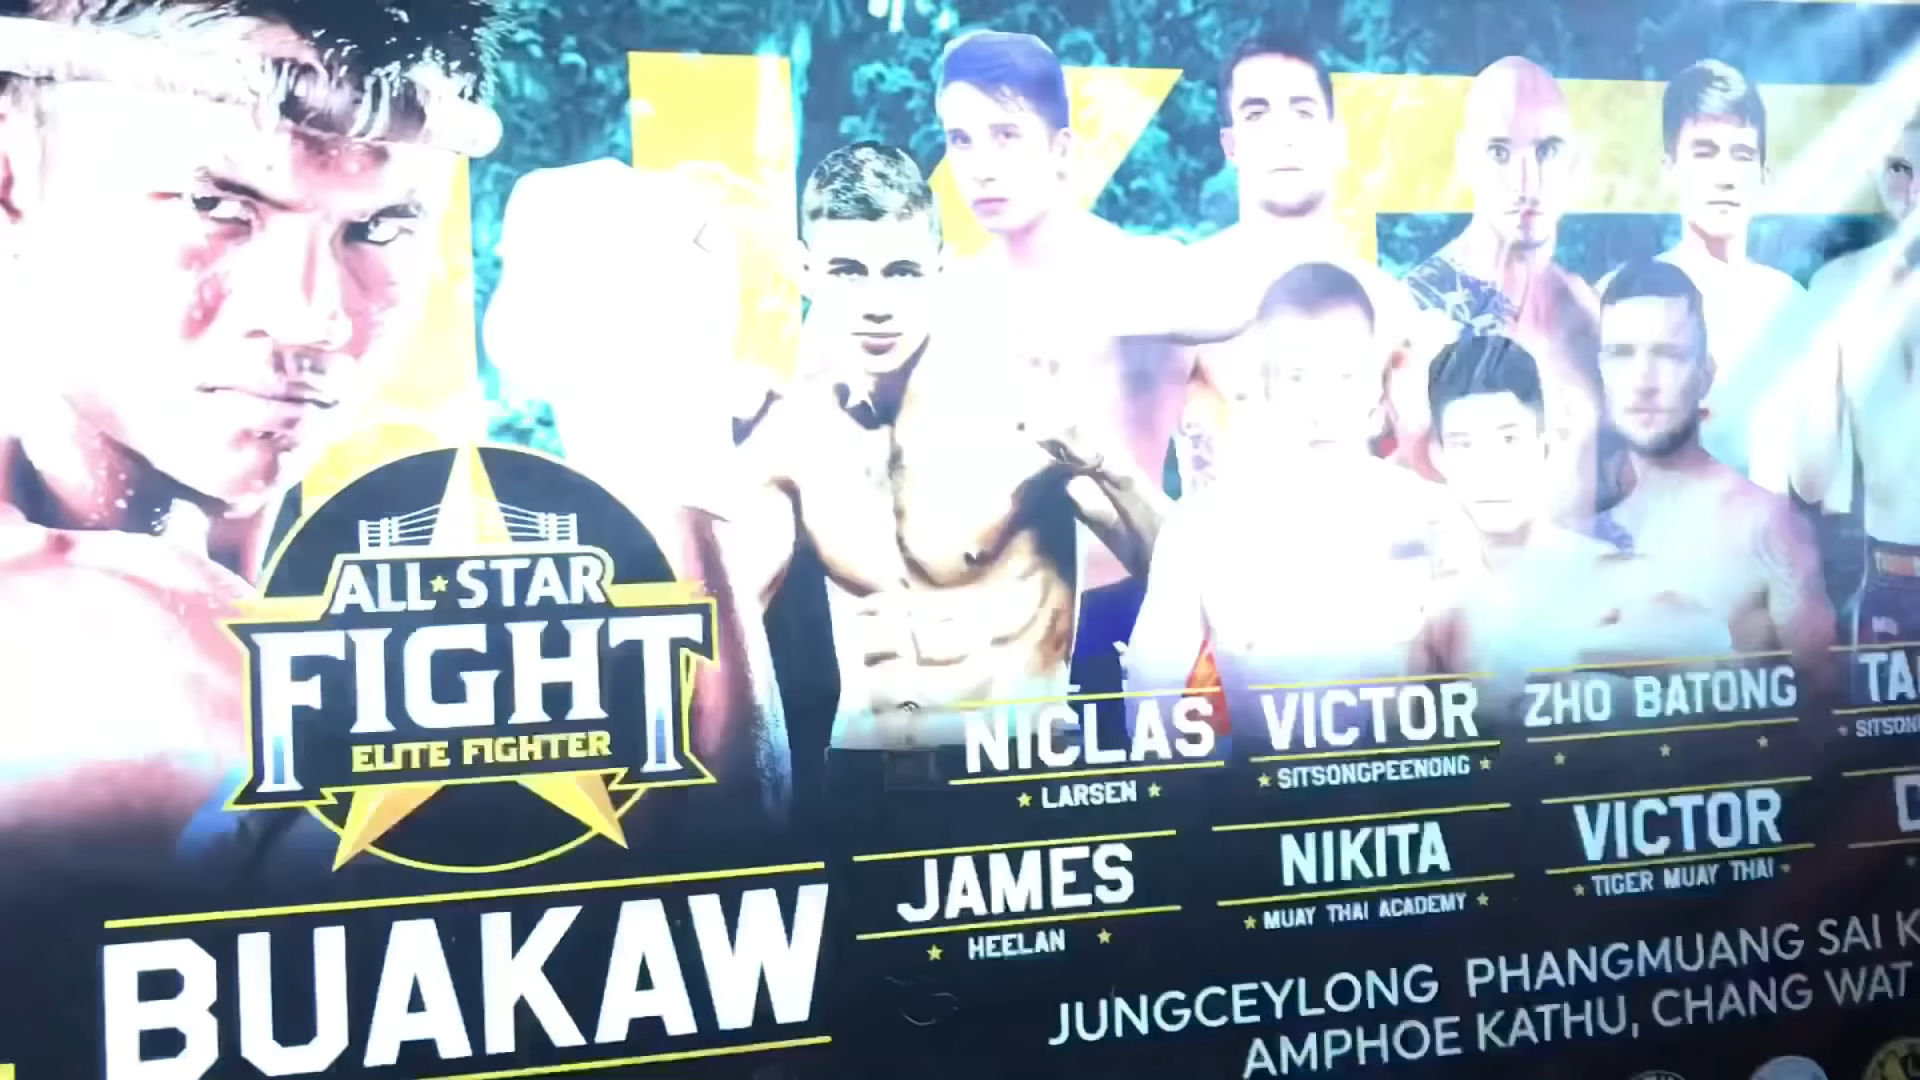 ALL★STAR
FIGHT
ELITE FIGHTER
BUAKAW
NICLAS
★ LARSEN ★
VICTOR
★ SITSONGPEENONG ★
ZHO BATONG
★ ★ ★
JAMES
★ HEELAN ★
NIKITA
★ MUAY THAI ACADEMY ★
VICTOR
★ TIGER MUAY THAI ★
JUNGCEYLONG PHANGMUANG SAI K
AMPHOE KATHU, CHANG WAT